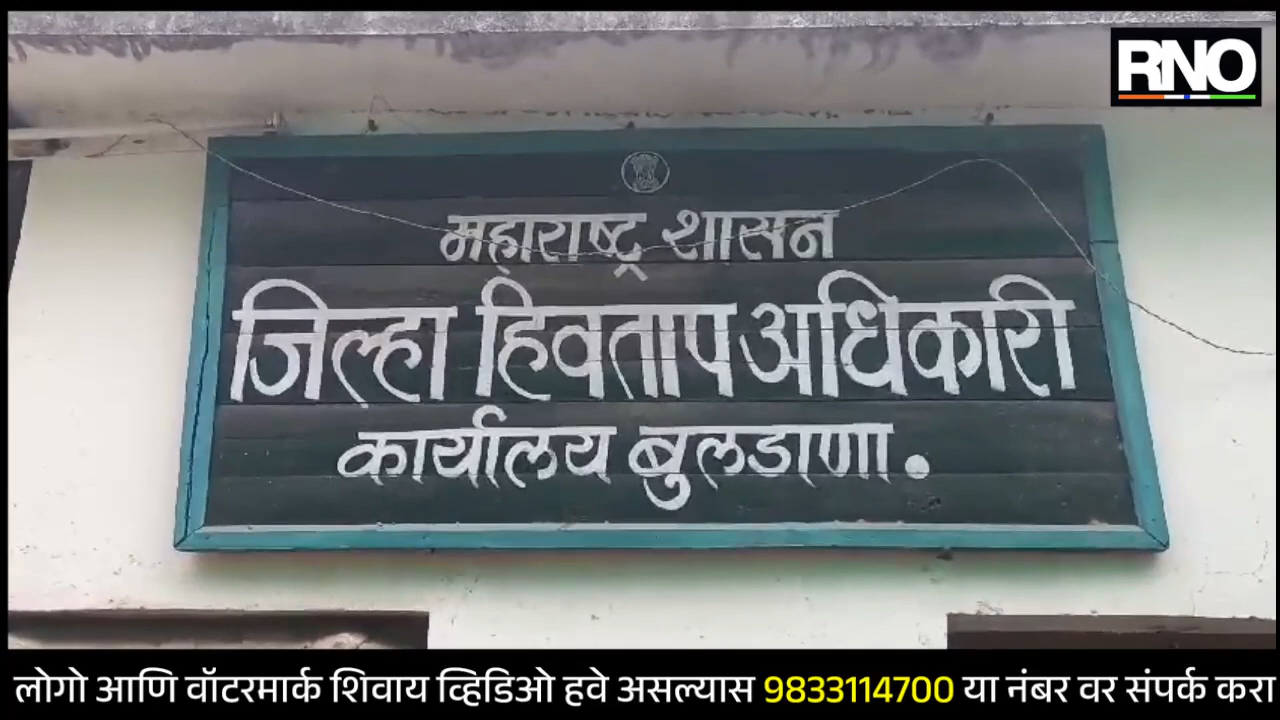 RNO
महाराष्ट्र शासन
जिल्हा हिवताप अधिकारी
कार्यालय बुलडाणा.
लोगो आणि वॉटरमार्क शिवाय व्हिडिओ हवे असल्यास 9833114700 या नंबर वर संपर्क करा